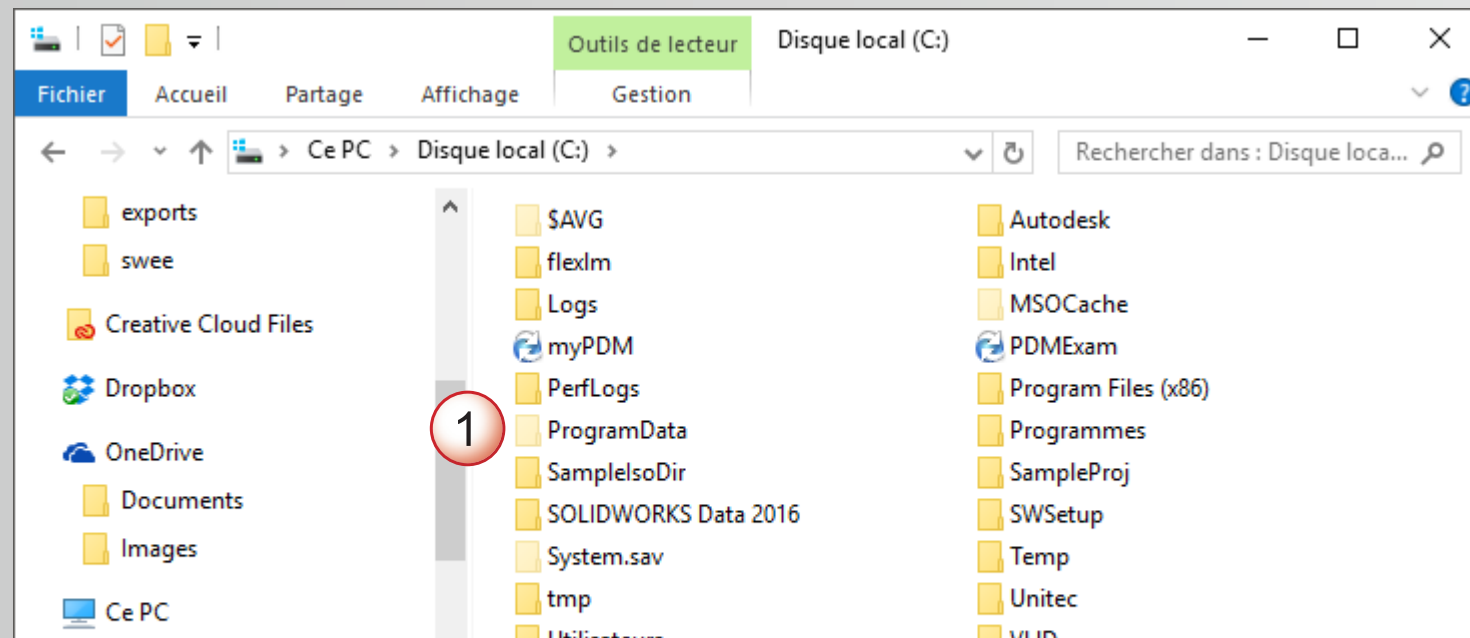 Outils de lecteur
Disque local (C:)
Fichier
Accueil
Partage
Affichage
Gestion
Ce PC > Disque local (C:) >
Rechercher dans : Disque loca...
exports
swee
Creative Cloud Files
Dropbox
OneDrive
Documents
Images
Ce PC
$AVG
flexlm
Logs
myPDM
PerfLogs
1
ProgramData
SampleIsoDir
SOLIDWORKS Data 2016
System.sav
tmp
Utilisateurs
Autodesk
Intel
MSOCache
PDMExam
Program Files (x86)
Programmes
SampleProj
SWSetup
Temp
Unitec